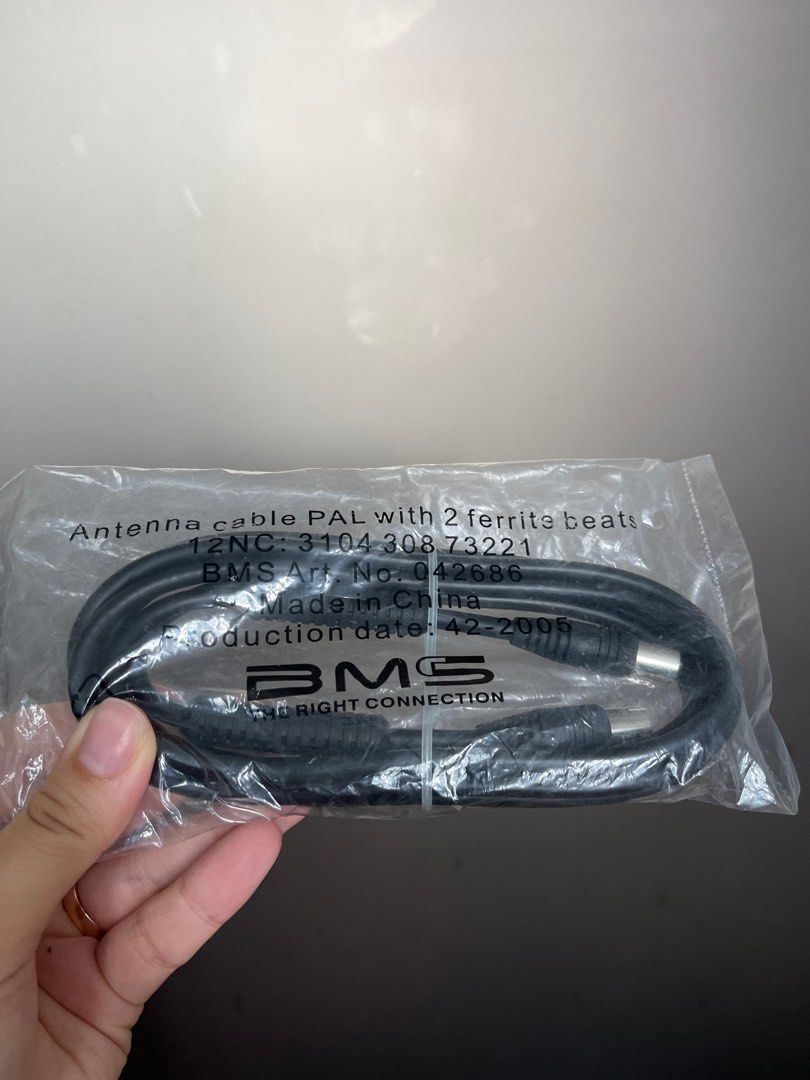 Antenna cable PAL with 2 ferrite beats
12NC: 3104 308 73221
BMS Art. No: 042686
Made in China
Production date: 42-2005
BMS
THE RIGHT CONNECTION